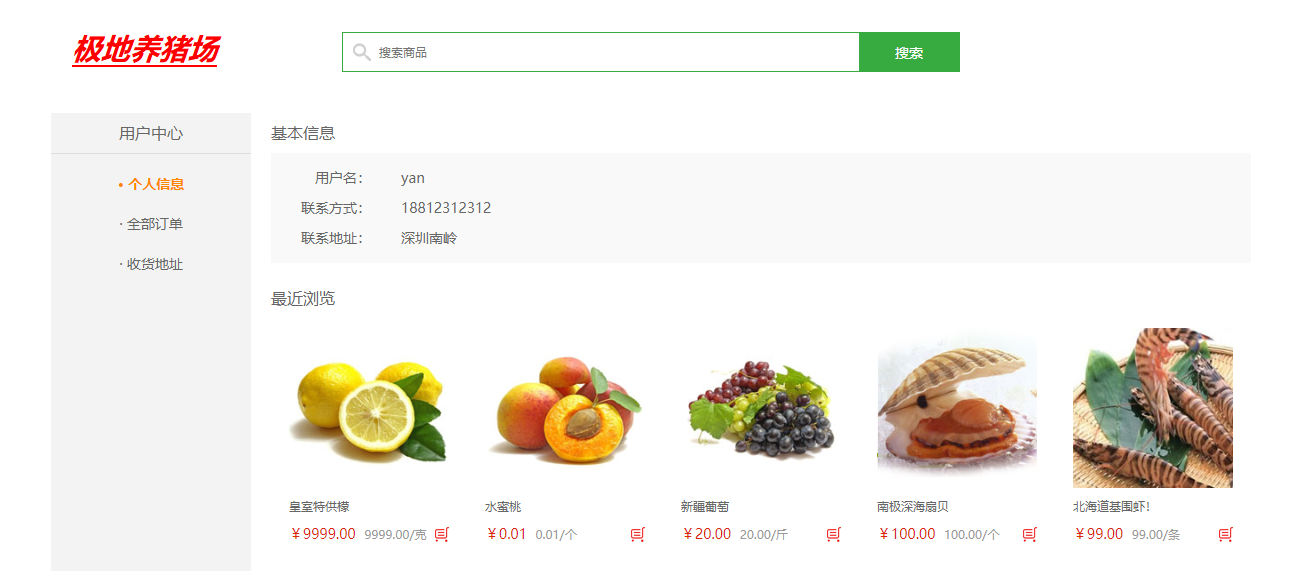 极地养猪场
搜索商品
搜索
用户中心
• 个人信息
· 全部订单
· 收货地址
基本信息
用户名： yan
联系方式： 18812312312
联系地址： 深圳南岭
最近浏览
皇室特供檬
￥9999.00 9999.00/克
水蜜桃
￥0.01 0.01/个
新疆葡萄
￥20.00 20.00/斤
南极深海扇贝
￥100.00 100.00/个
北海道基围虾!
￥99.00 99.00/条